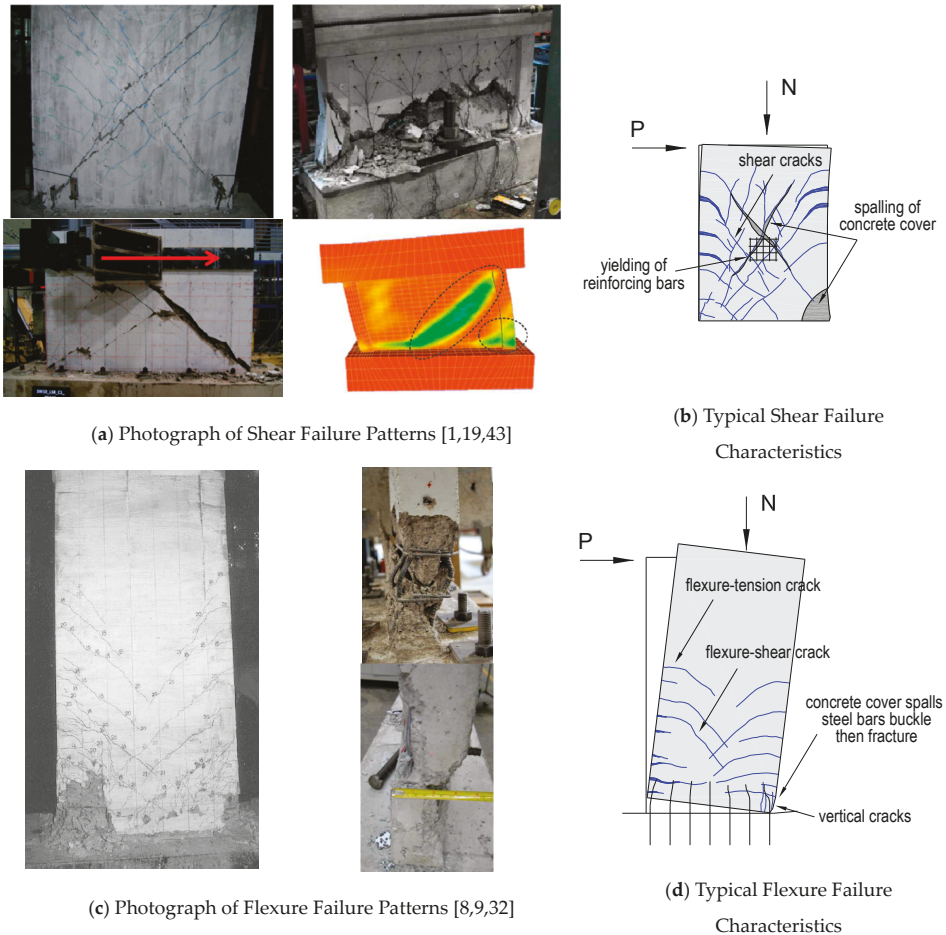 N
P
shear cracks
spalling of
concrete cover
yielding of
reinforcing bars
(a) Photograph of Shear Failure Patterns [1,19,43]
(b) Typical Shear Failure
Characteristics
N
P
flexure-tension crack
flexure-shear crack
concrete cover spalls
steel bars buckle
then fracture
vertical cracks
(c) Photograph of Flexure Failure Patterns [8,9,32]
(d) Typical Flexure Failure
Characteristics